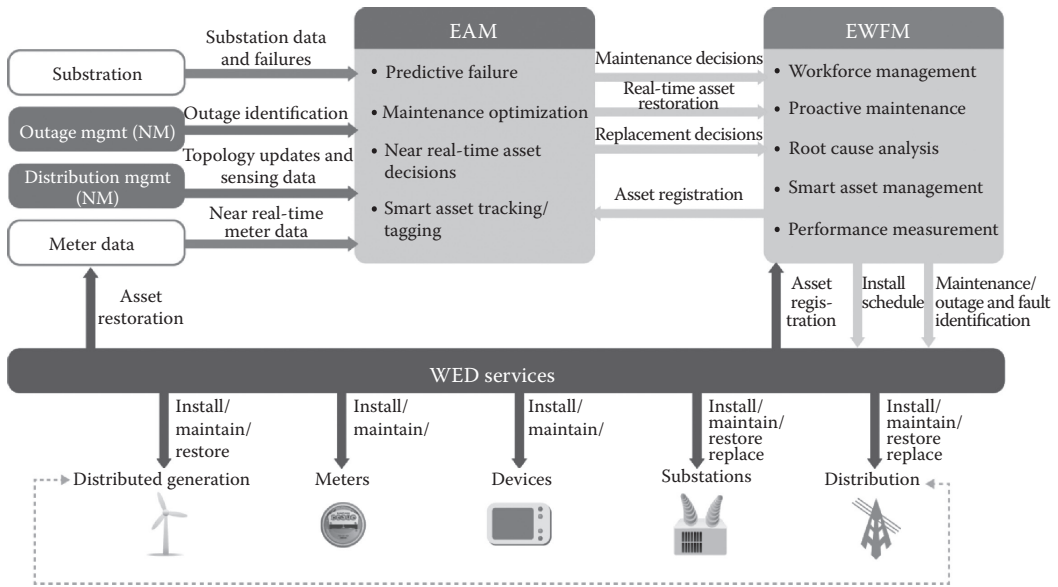 EAM
EWFM
Substration
Substation data
and failures
Outage mgmt (NM)
Outage identification
Distribution mgmt
(NM)
Topology updates and
sensing data
Meter data
Near real-time
meter data
• Predictive failure
• Maintenance optimization
• Near real-time asset
decisions
• Smart asset tracking/
tagging
Maintenance decisions
Real-time asset
restoration
Replacement decisions
Asset registration
• Workforce management
• Proactive maintenance
• Root cause analysis
• Smart asset management
• Performance measurement
Asset
restoration
Asset
regis-
tration
Install
schedule
Maintenance/
outage and fault
identification
WED services
Install/
maintain/
restore
Install/
maintain/
Install/
maintain/
Install/
maintain/
restore
replace
Install/
maintain/
restore
replace
Distributed generation
Meters
Devices
Substations
Distribution